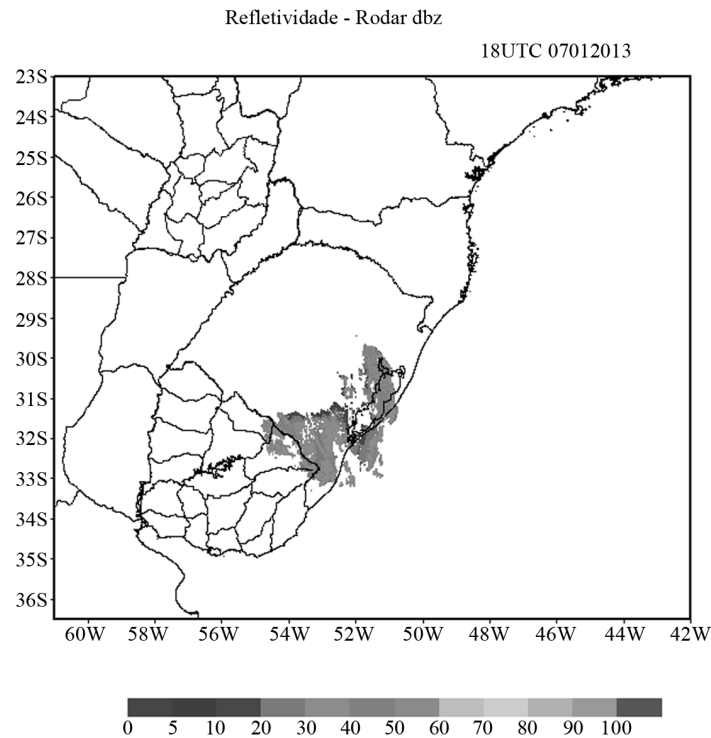 Refletividade - Rodar dbz
18UTC 07012013
23S
24S
25S
26S
27S
28S
29S
30S
31S
32S
33S
34S
35S
36S
60W 58W 56W 54W 52W 50W 48W 46W 44W 42W
0 5 10 20 30 40 50 60 70 80 90 100